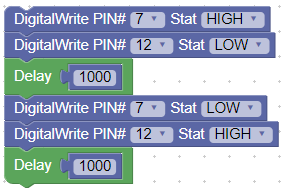 DigitalWrite PIN# 7 Stat HIGH
DigitalWrite PIN# 12 Stat LOW
Delay 1000
DigitalWrite PIN# 7 Stat LOW
DigitalWrite PIN# 12 Stat HIGH
Delay 1000